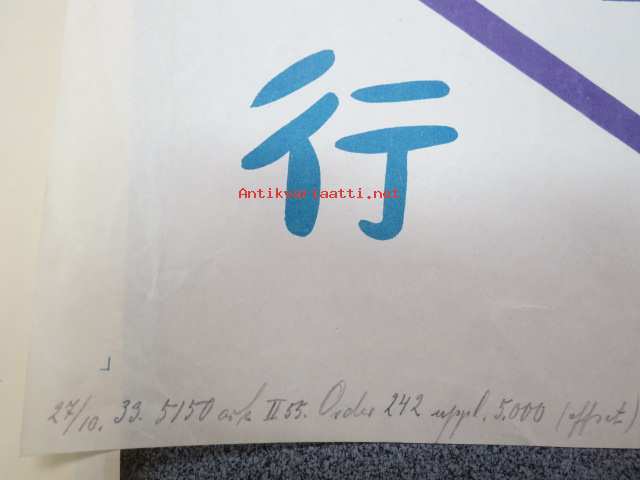 行
Antikvariaatti.net
27/10. 33. 5150 ark II 55. Order 242 uppl. 5.000 (offset)